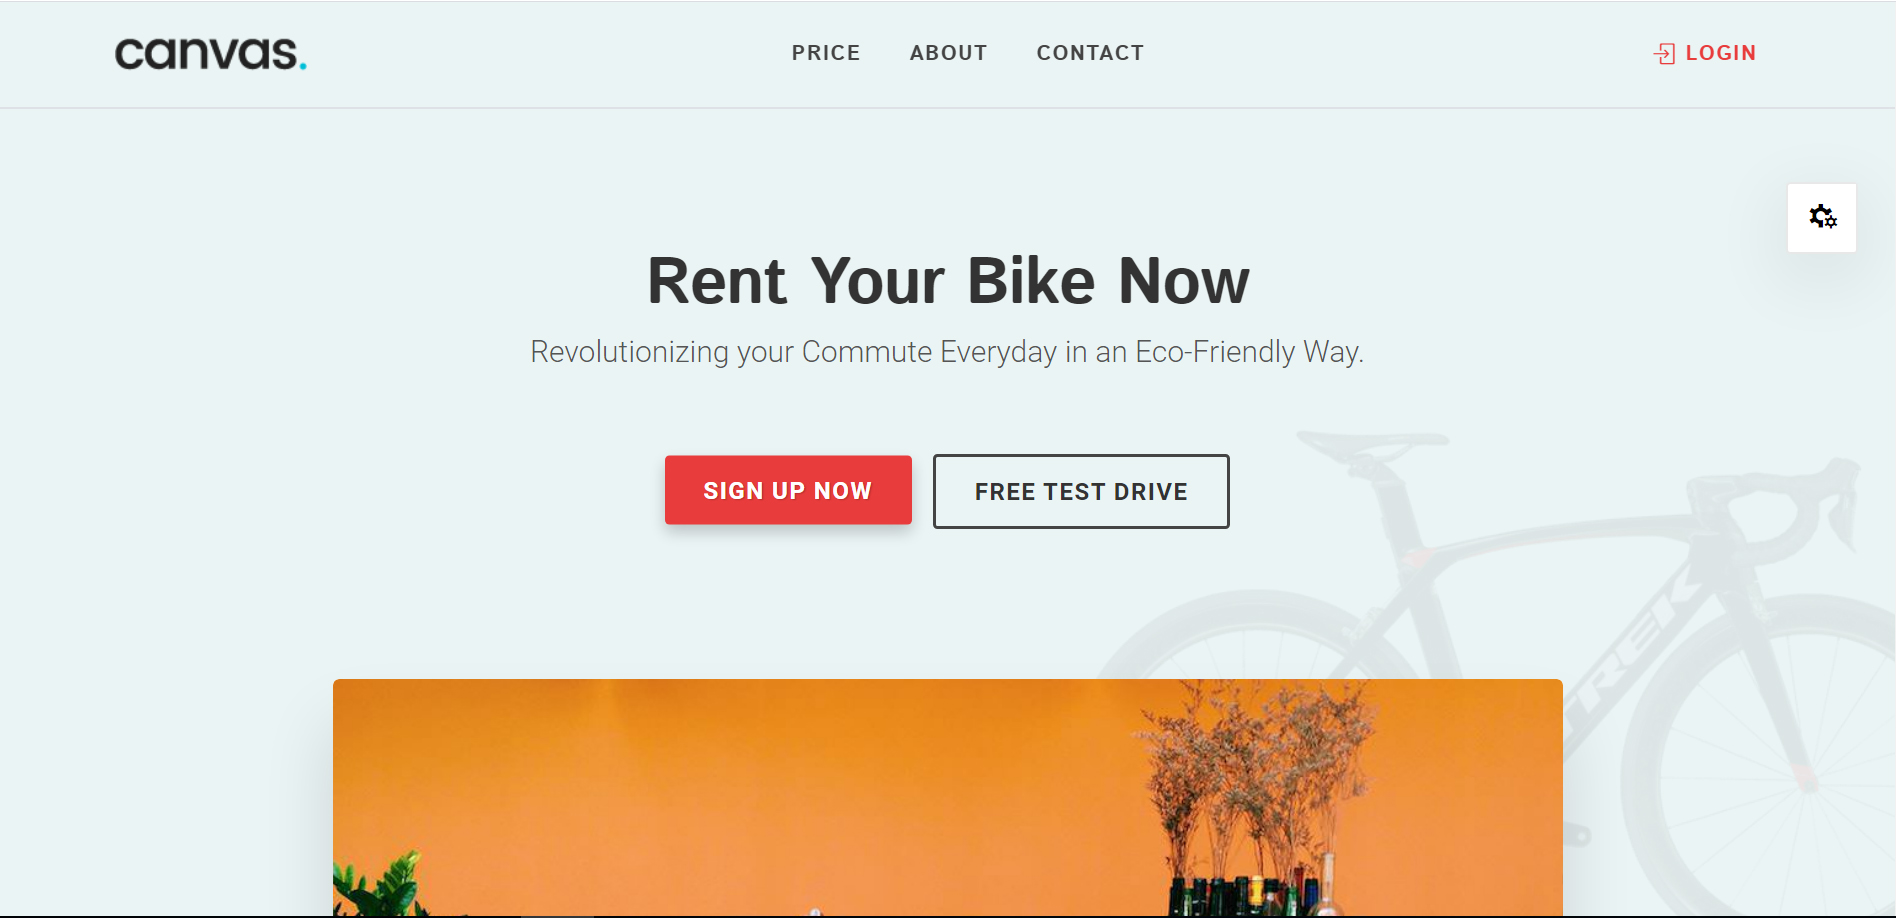 canvas.
PRICE ABOUT CONTACT
LOGIN
Rent Your Bike Now
Revolutionizing your Commute Everyday in an Eco-Friendly Way.
SIGN UP NOW
FREE TEST DRIVE
TREK